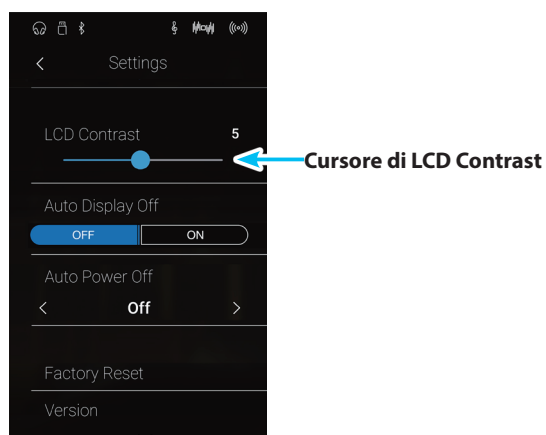 Settings
LCD Contrast 5
Cursore di LCD Contrast
Auto Display Off
OFF ON
Auto Power Off
Off
Factory Reset
Version